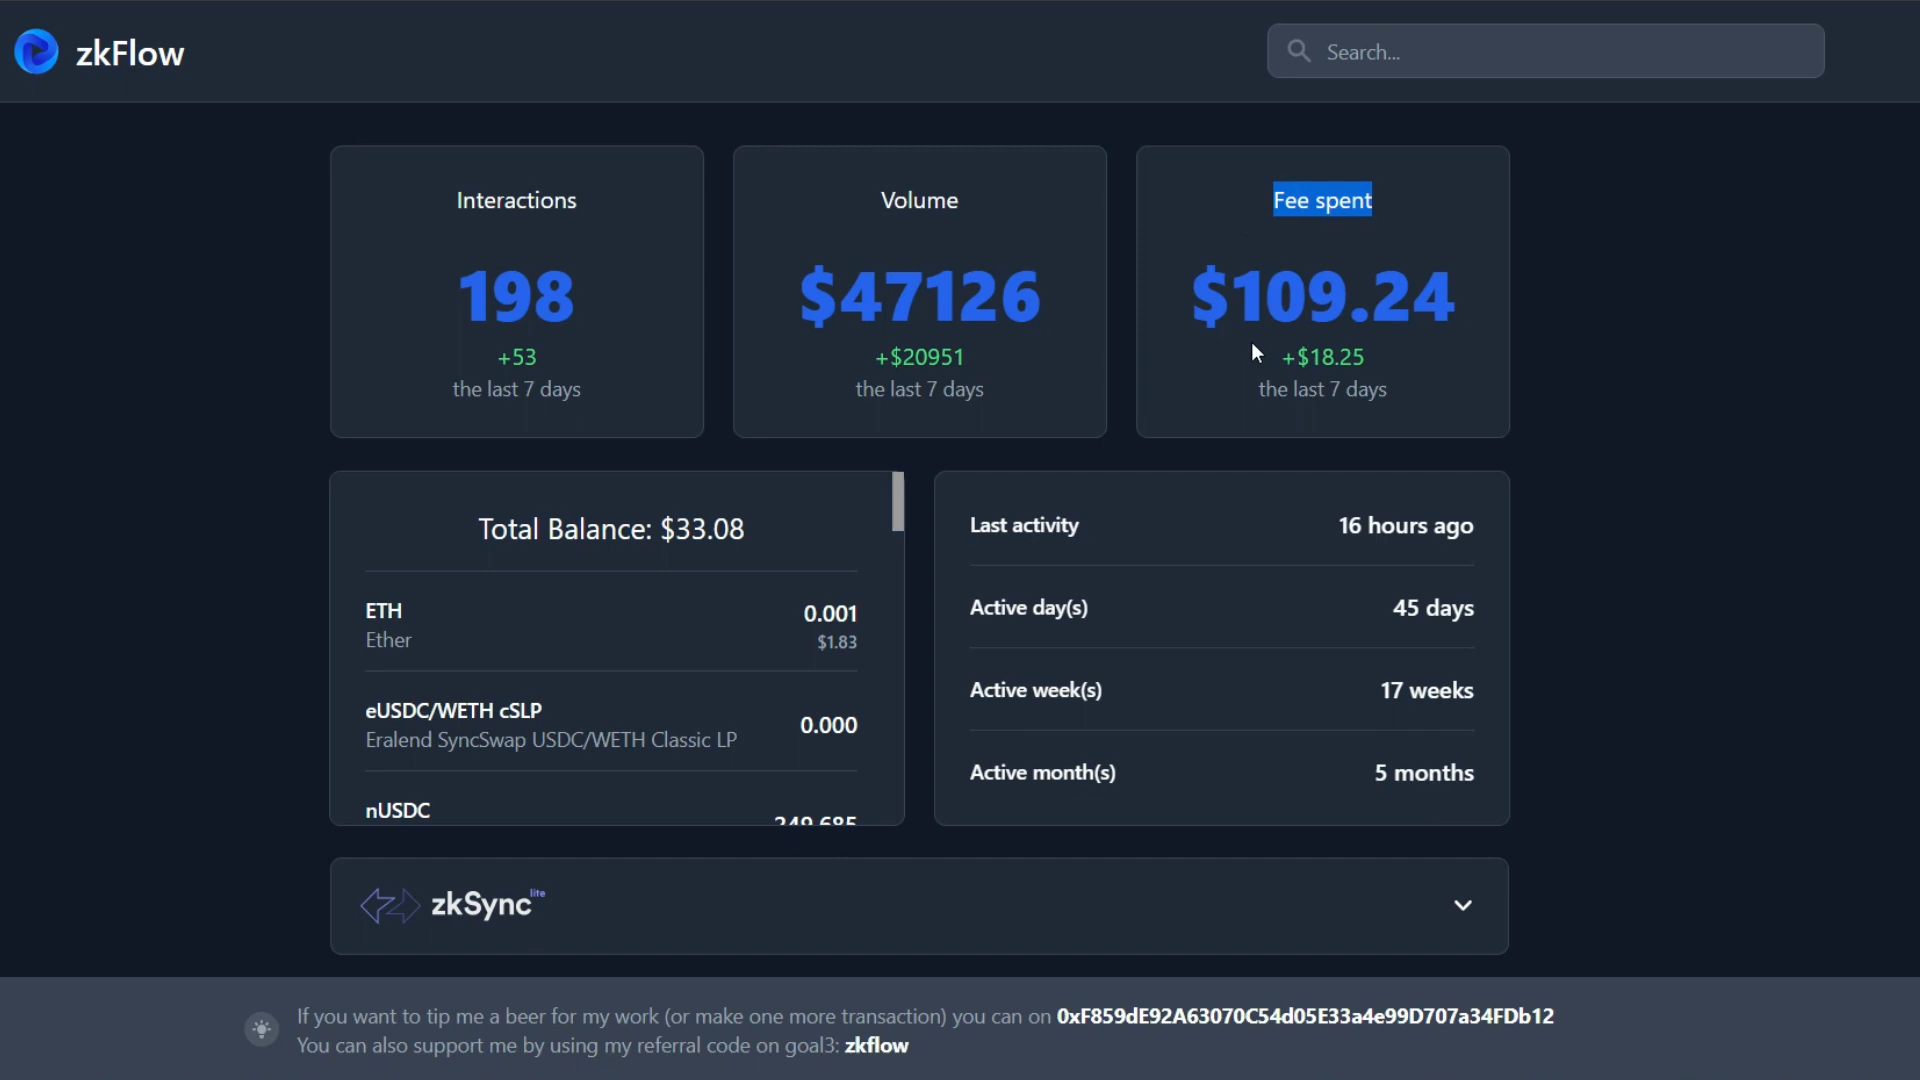 zkFlow
Search...
Interactions
198
+53
the last 7 days
Volume
$47126
+$20951
the last 7 days
Fee spent
$109.24
+$18.25
the last 7 days
Total Balance: $33.08
ETH
0.001
Ether
$1.83
eUSDC/WETH cSLP
0.000
Eralend SyncSwap USDC/WETH Classic LP
nUSDC
249.685
Last activity
16 hours ago
Active day(s)
45 days
Active week(s)
17 weeks
Active month(s)
5 months
zkSync lite
If you want to tip me a beer for my work (or make one more transaction) you can on 0xF859dE92A63070C54d05E33a4e99D707a34FDb12
You can also support me by using my referral code on goal3: zkflow